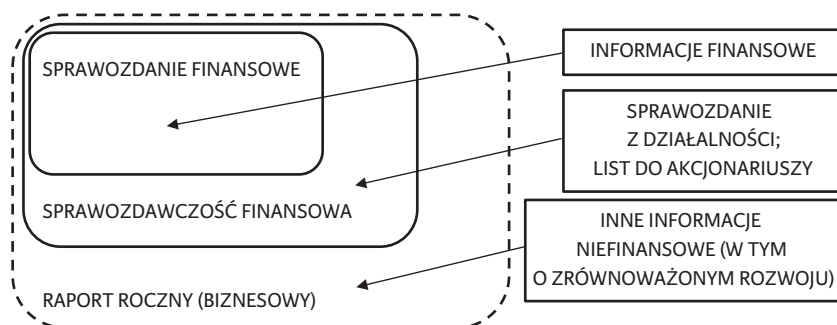 SPRAWOZDANIE FINANSOWE
INFORMACJE FINANSOWE
SPRAWOZDANIE
Z DZIAŁALNOŚCI;
LIST DO AKCJONARIUSZY
SPRAWOZDAWCZOŚĆ FINANSOWA
INNE INFORMACJE
NIEFINANSOWE (W TYM
O ZRÓWNOWAŻONYM ROZWOJU)
RAPORT ROCZNY (BIZNESOWY)